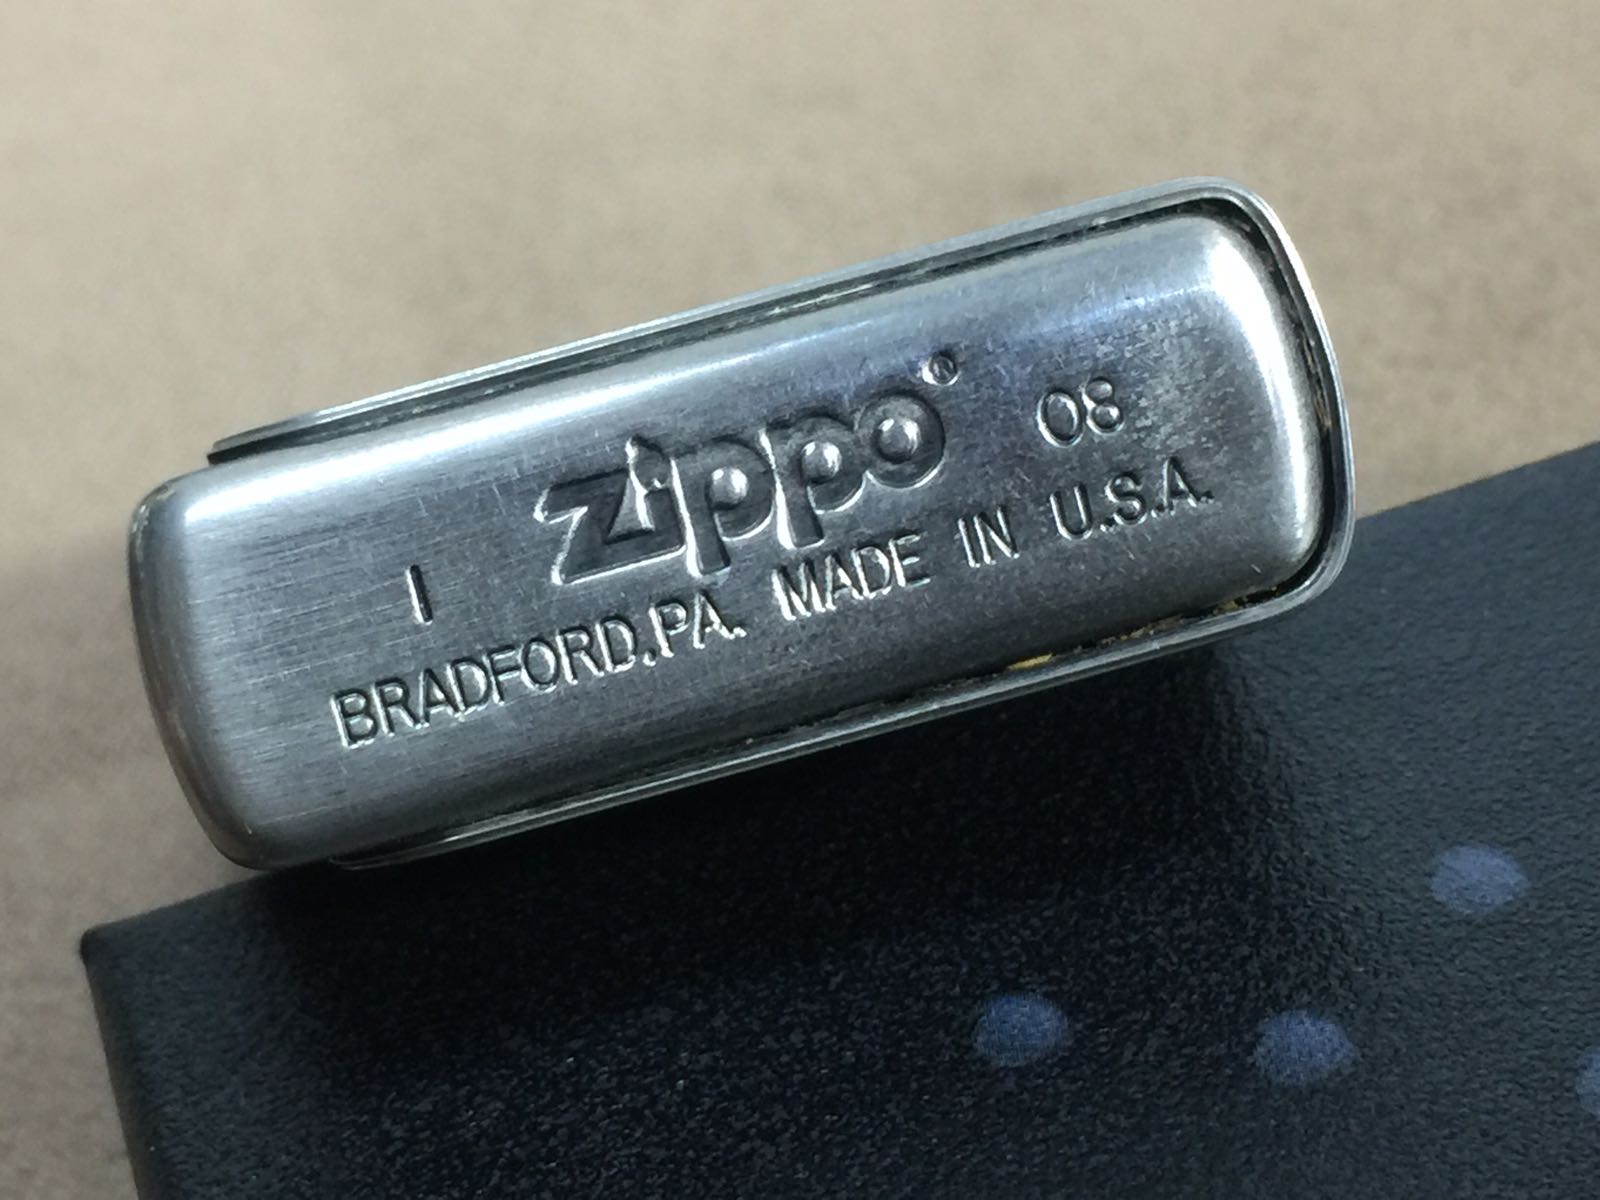 I zippo® 08
BRADFORD,PA. MADE IN U.S.A.